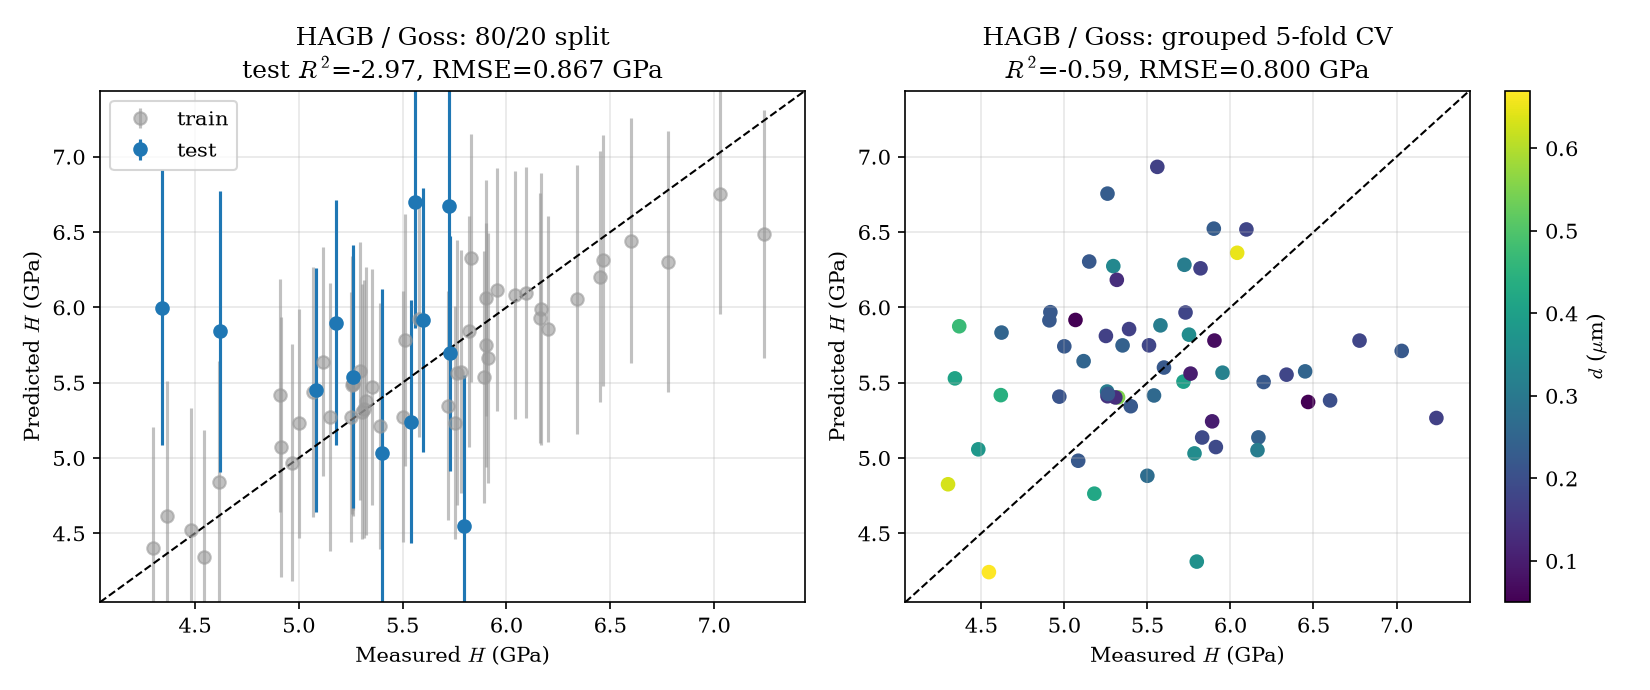 HAGB / Goss: 80/20 split
test R²=-2.97, RMSE=0.867 GPa
train
test
Predicted H (GPa)
7.0
6.5
6.0
5.5
5.0
4.5
4.5 5.0 5.5 6.0 6.5 7.0
Measured H (GPa)
HAGB / Goss: grouped 5-fold CV
R²=-0.59, RMSE=0.800 GPa
Predicted H (GPa)
7.0
6.5
6.0
5.5
5.0
4.5
4.5 5.0 5.5 6.0 6.5 7.0
Measured H (GPa)
0.6
0.5
0.4
0.3
0.2
0.1
d (μm)